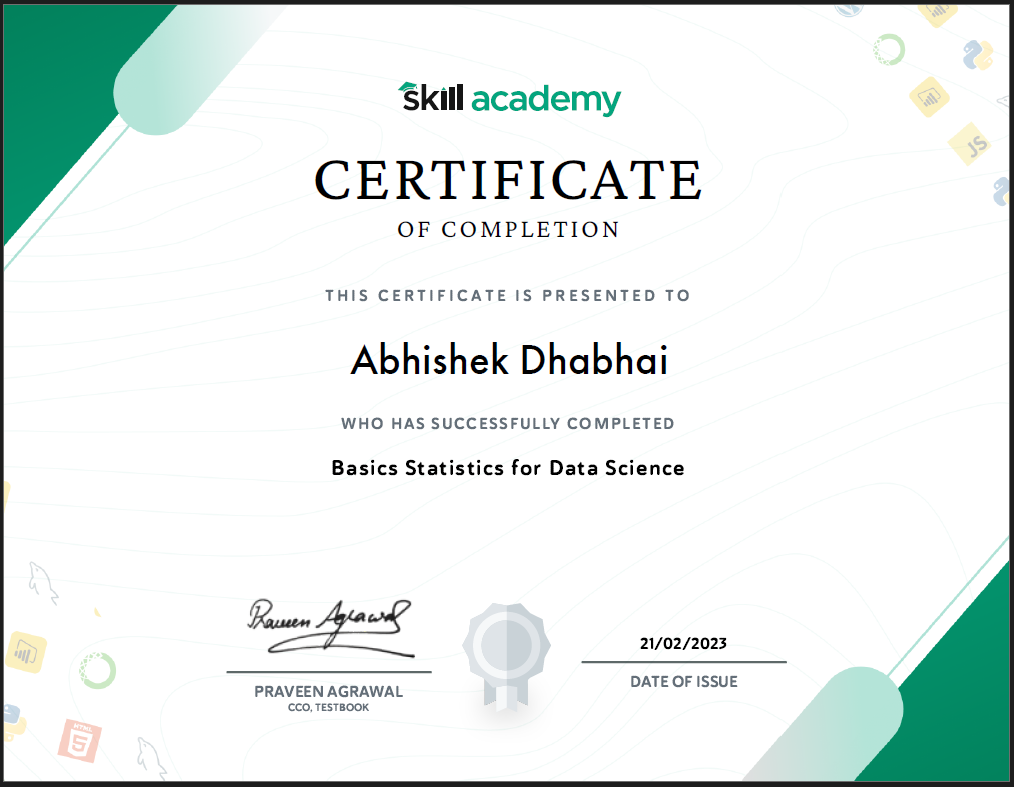 skill academy
CERTIFICATE
OF COMPLETION
THIS CERTIFICATE IS PRESENTED TO
Abhishek Dhabhai
WHO HAS SUCCESSFULLY COMPLETED
Basics Statistics for Data Science
Praveen Agrawal
21/02/2023
PRAVEEN AGRAWAL
DATE OF ISSUE
CCO, TESTBOOK
JS
HTML
5